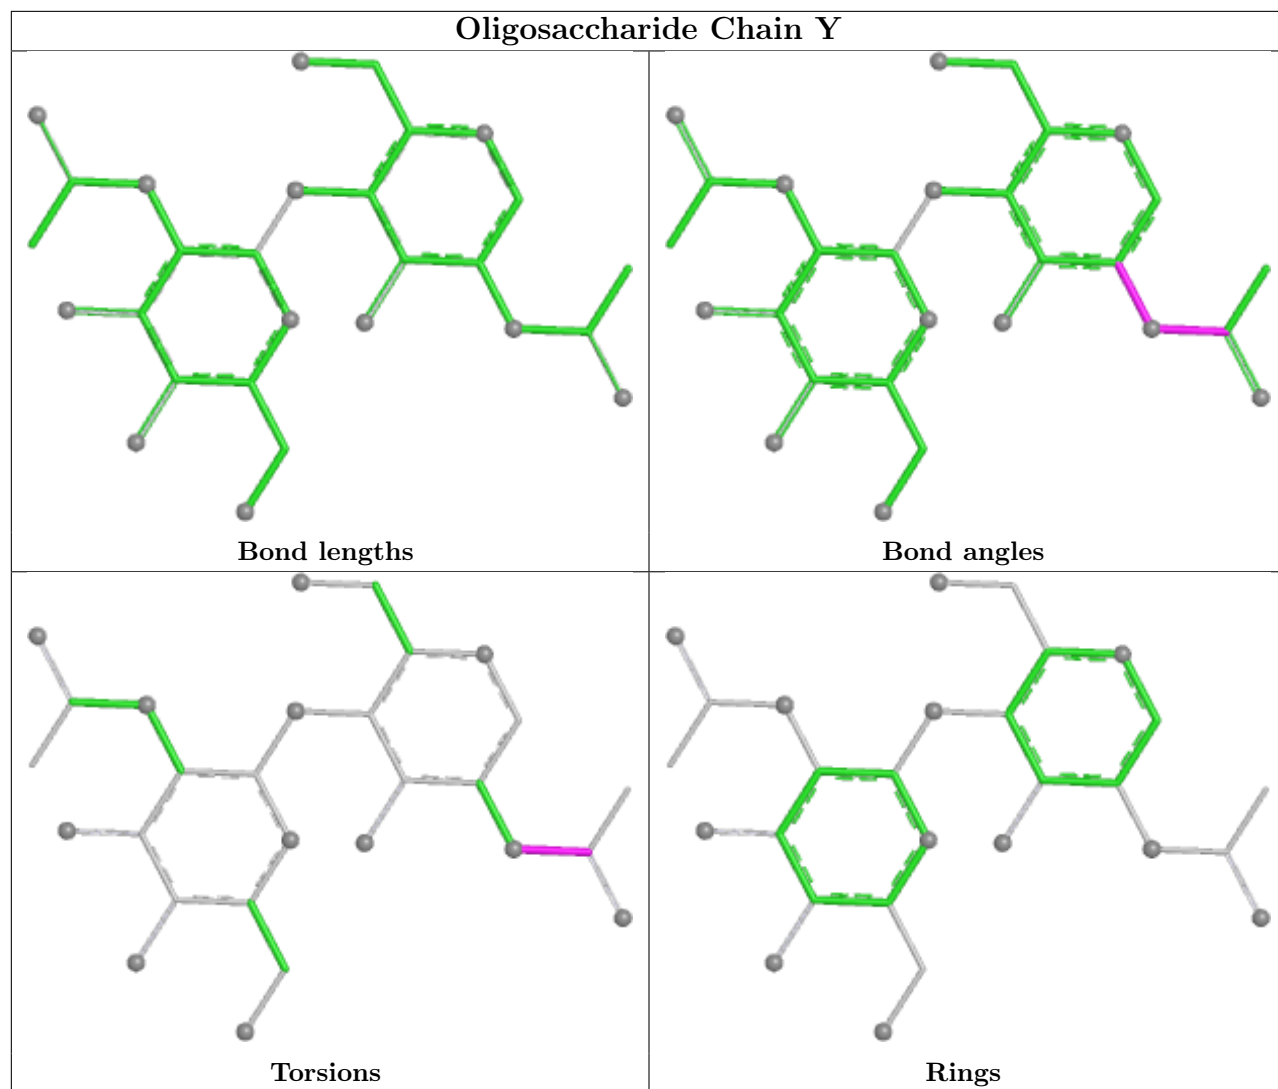 Oligosaccharide Chain Y
Bond lengths
Bond angles
Torsions
Rings